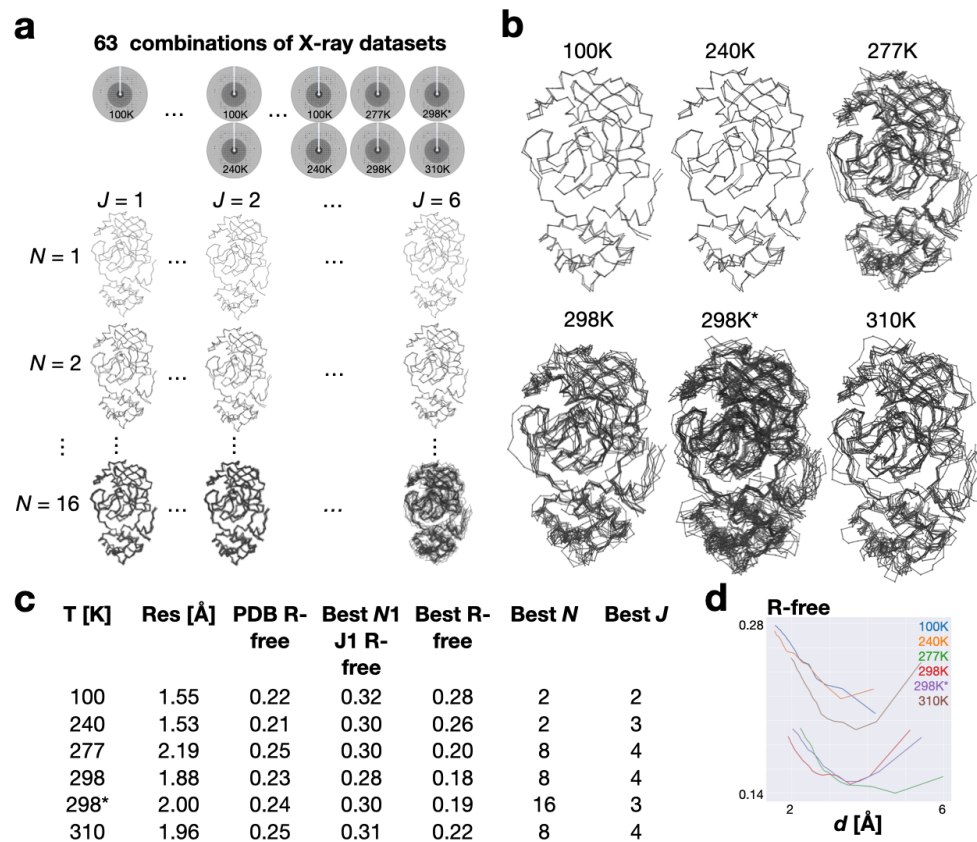 a
63 combinations of X-ray datasets
100K ... 100K ... 100K 277K 298K*
240K 240K 298K 310K
J = 1 J = 2 ... J = 6
N = 1 ... ...
N = 2 ... ...
⋮ ⋮ ⋮ ⋮
N = 16 ... ...
b
100K 240K 277K
298K 298K* 310K
c
T [K] Res [Å] PDB R-free Best N1 J1 R-free Best R-free Best N Best J
100 1.55 0.22 0.32 0.28 2 2
240 1.53 0.21 0.30 0.26 2 3
277 2.19 0.25 0.30 0.20 8 4
298 1.88 0.23 0.28 0.18 8 4
298* 2.00 0.24 0.30 0.19 16 3
310 1.96 0.25 0.31 0.22 8 4
d
R-free
0.28
100K
240K
277K
298K
298K*
310K
0.14
2 6
d [Å]